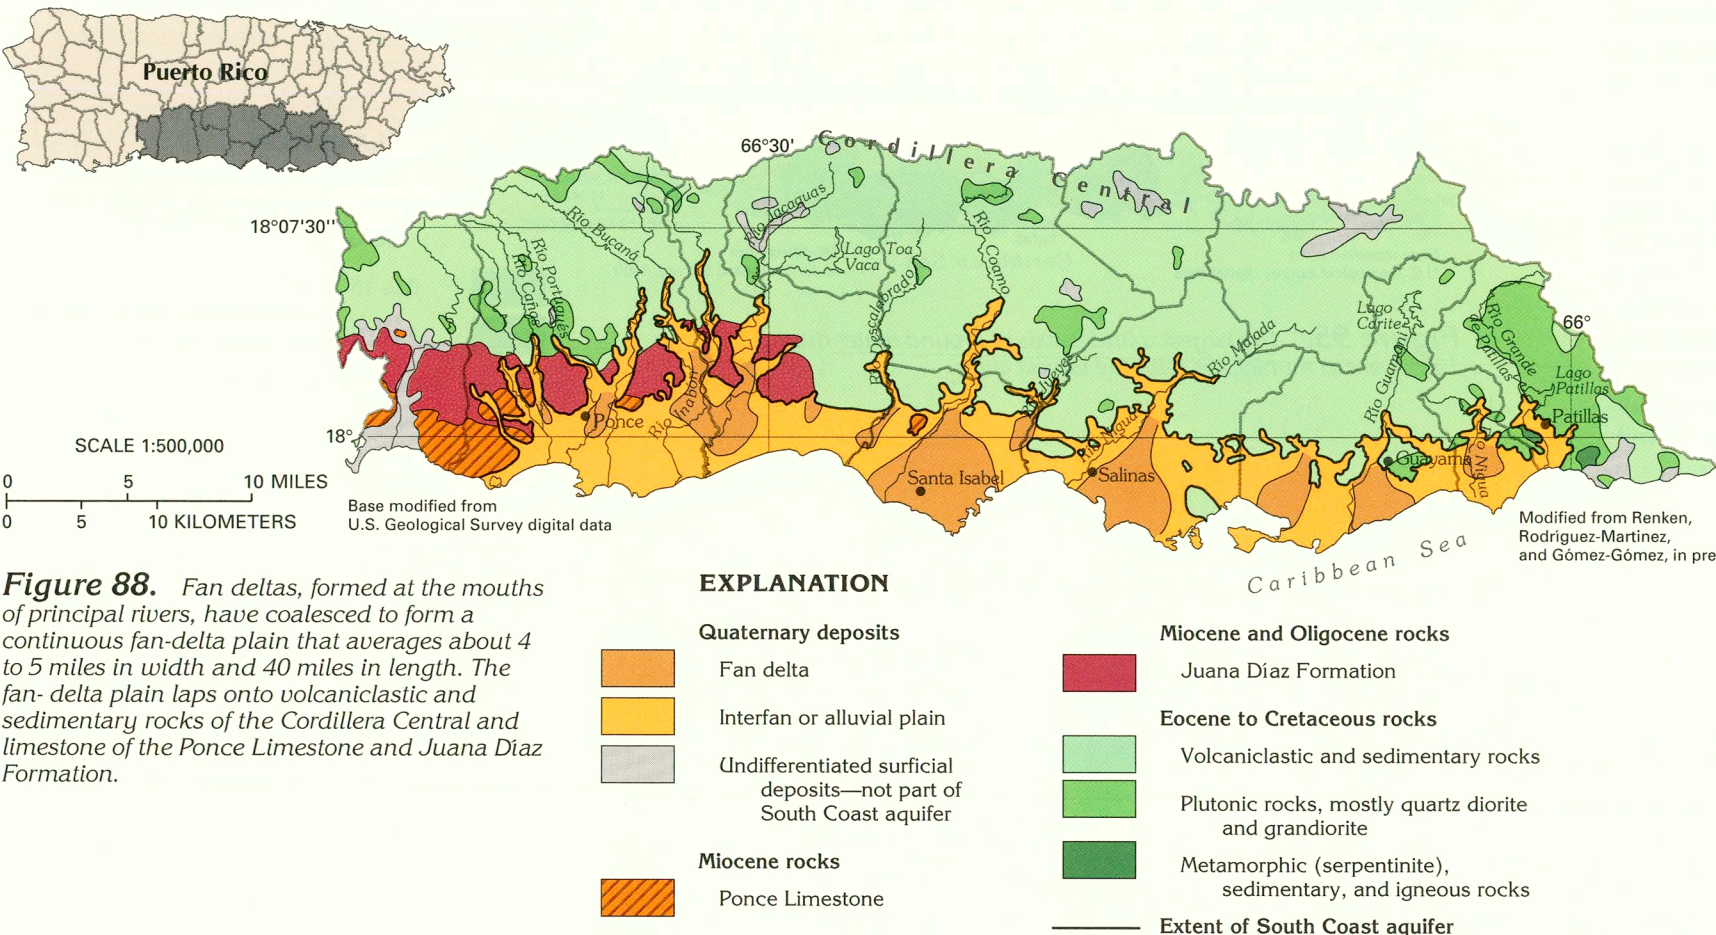 Puerto Rico
66°30'
Cordillera Central
18°07'30"
Río Jacaguas
Río Bucaná
Río Portugués
Río Cañas
Lago Toa
Vaca
Río Descalabrado
Río Coamo
Lago
Carite
Río Majada
Río Guamaní
Río Grande
de Patillas
66°
Lago
Patillas
Patillas
Río Jueyes
Río Inabón
Ponce
18°
Río Nigua
Guayama
Río Nigua
Santa Isabel
Salinas
SCALE 1:500,000
0 5 10 MILES
0 5 10 KILOMETERS
Base modified from
U.S. Geological Survey digital data
Modified from Renken,
Rodríguez-Martinez,
and Gómez-Gómez, in pre
Caribbean Sea
Figure 88. Fan deltas, formed at the mouths
of principal rivers, have coalesced to form a
continuous fan-delta plain that averages about 4
to 5 miles in width and 40 miles in length. The
fan- delta plain laps onto volcaniclastic and
sedimentary rocks of the Cordillera Central and
limestone of the Ponce Limestone and Juana Díaz
Formation.
EXPLANATION
Quaternary deposits
Fan delta
Interfan or alluvial plain
Undifferentiated surficial
deposits—not part of
South Coast aquifer
Miocene rocks
Ponce Limestone
Miocene and Oligocene rocks
Juana Díaz Formation
Eocene to Cretaceous rocks
Volcaniclastic and sedimentary rocks
Plutonic rocks, mostly quartz diorite
and grandiorite
Metamorphic (serpentinite),
sedimentary, and igneous rocks
Extent of South Coast aquifer